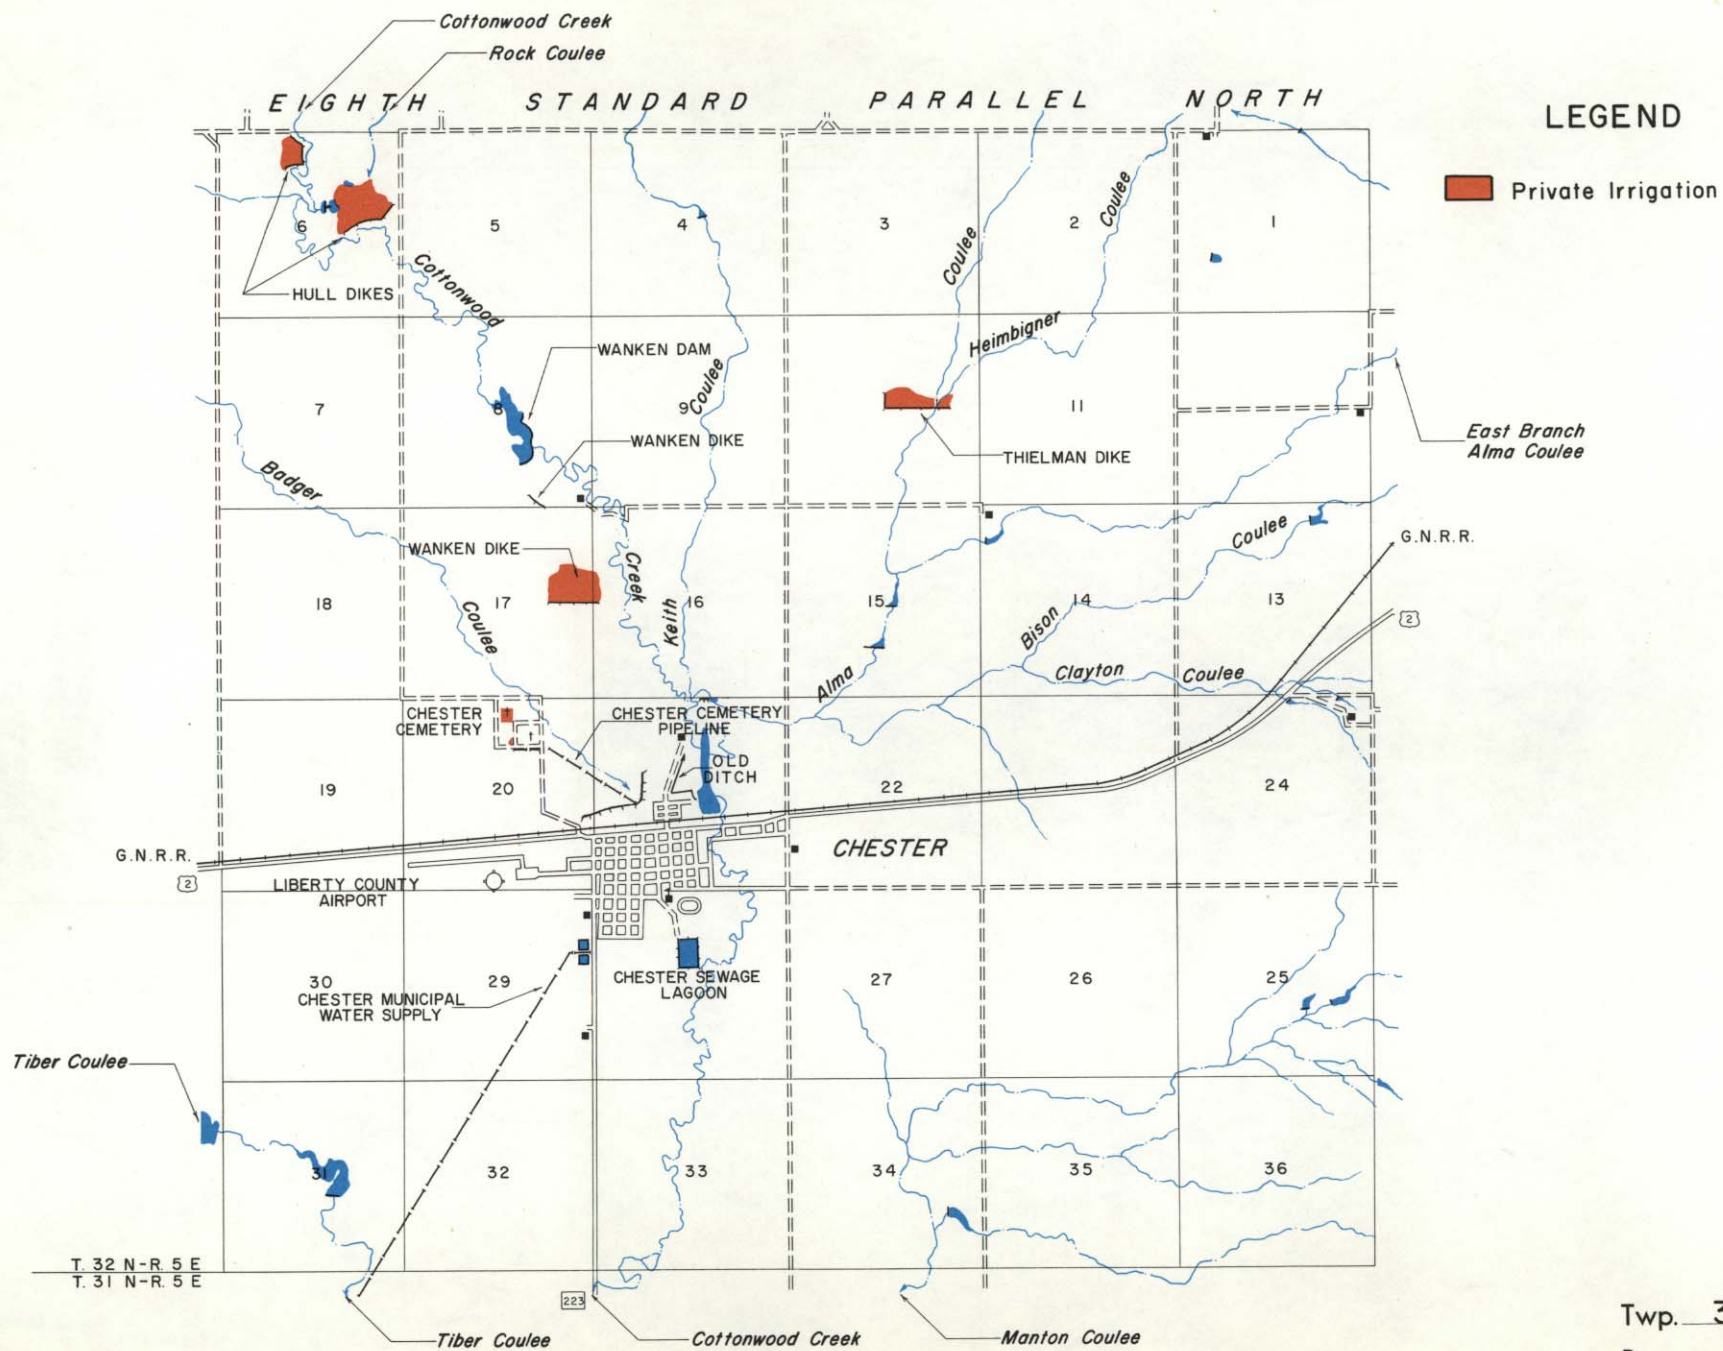 Cottonwood Creek
Rock Coulee
EIGHTH STANDARD PARALLEL NORTH
LEGEND
Private Irrigation
6
5
4
3
2
1
Coulee
Coulee
HULL DIKES
Cottonwood
Heimbigner
WANKEN DAM
7
8
9
Coulee
11
WANKEN DIKE
THIELMAN DIKE
East Branch
Alma Coulee
Badger
Coulee
G.N.R.R.
WANKEN DIKE
Creek
18
17
16
15
14
13
2
Coulee
Keith
Bison
Alma
Clayton
Coulee
CHESTER
CEMETERY
CHESTER CEMETERY
PIPELINE
OLD
DITCH
19
20
22
24
CHESTER
G.N.R.R.
2
LIBERTY COUNTY
AIRPORT
30
29
CHESTER SEWAGE
LAGOON
27
26
25
CHESTER MUNICIPAL
WATER SUPPLY
Tiber Coulee
31
32
33
34
35
36
T. 32 N-R. 5 E
T. 31 N-R. 5 E
223
Tiber Coulee
Cottonwood Creek
Manton Coulee
Twp. 3